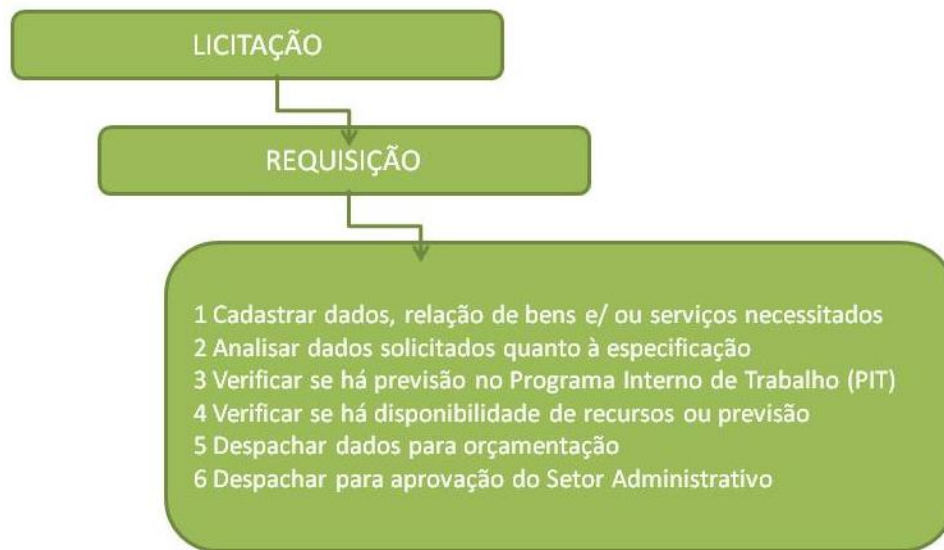 LICITAÇÃO
REQUISIÇÃO
1 Cadastrar dados, relação de bens e/ ou serviços necessitados
2 Analisar dados solicitados quanto à especificação
3 Verificar se há previsão no Programa Interno de Trabalho (PIT)
4 Verificar se há disponibilidade de recursos ou previsão
5 Despachar dados para orçamentação
6 Despachar para aprovação do Setor Administrativo